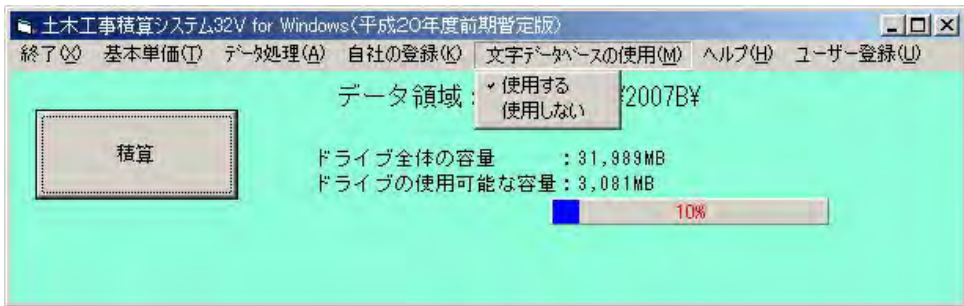 土木工事積算システム32V for Windows(平成20年度前期暫定版)
終了(X) 基本単価(T) データ処理(A) 自社の登録(K) 文字データベースの使用(M) ヘルプ(H) ユーザー登録(U)
✓使用する
使用しない
データ領域: ¥2007B¥
積算
ドライブ全体の容量 :31,989MB
ドライブの使用可能な容量:3,081MB
10%